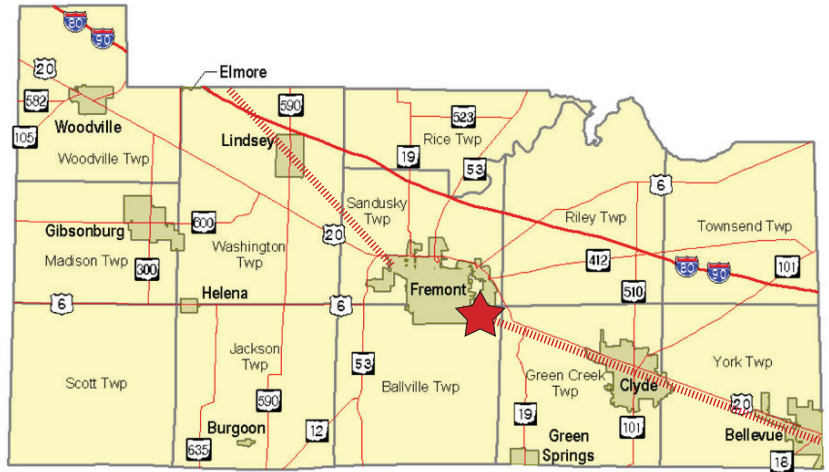 80
90
Elmore
20
582
590
523
Woodville
105
Rice Twp
Lindsey
19
53
Woodville Twp
6
Sandusky
Twp
Riley Twp
Townsend Twp
Gibsonburg
600
20
Washington
Twp
412
Madison Twp
300
80
90
101
Fremont
510
Helena
6
6
Jackson
Twp
53
York Twp
Scott Twp
Ballville Twp
Green Creek
Twp
Clyde
590
20
19
Burgoon
12
101
Bellevue
635
Green
Springs
18